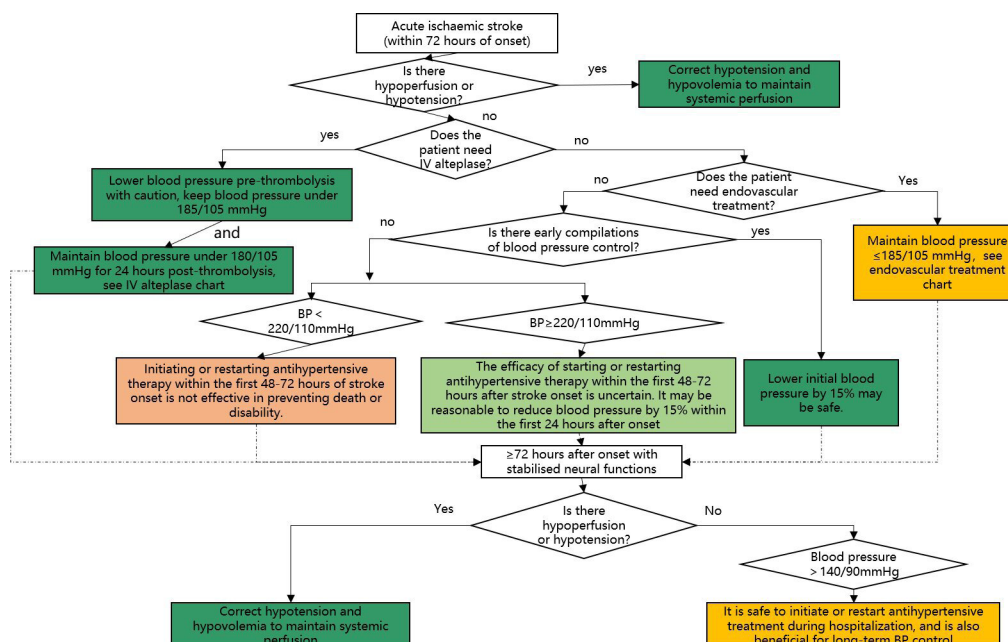 Acute ischaemic stroke
(within 72 hours of onset)
Is there
hypoperfusion or
hypotension?
yes
Correct hypotension and
hypovolemia to maintain
systemic perfusion
no
yes
Does the
patient need
IV alteplase?
no
Lower blood pressure pre-thrombolysis
with caution, keep blood pressure under
185/105 mmHg
no
Does the patient
need endovascular
treatment?
Yes
and
no
Is there early compilations
of blood pressure control?
yes
Maintain blood pressure under 180/105
mmHg for 24 hours post-thrombolysis,
see IV alteplase chart
Maintain blood pressure
≤185/105 mmHg, see
endovascular treatment
chart
BP <
220/110mmHg
BP≥220/110mmHg
Initiating or restarting antihypertensive
therapy within the first 48-72 hours of stroke
onset is not effective in preventing death or
disability.
The efficacy of starting or restarting
antihypertensive therapy within the first 48-72
hours after stroke onset is uncertain. It may be
reasonable to reduce blood pressure by 15% within
the first 24 hours after onset
Lower initial blood
pressure by 15% may
be safe.
≥72 hours after onset with
stabilised neural functions
Yes
Is there
hypoperfusion
or hypotension?
No
Blood pressure
> 140/90mmHg
Correct hypotension and
hypovolemia to maintain systemic
perfusion
It is safe to initiate or restart antihypertensive
treatment during hospitalization, and is also
beneficial for long-term BP control